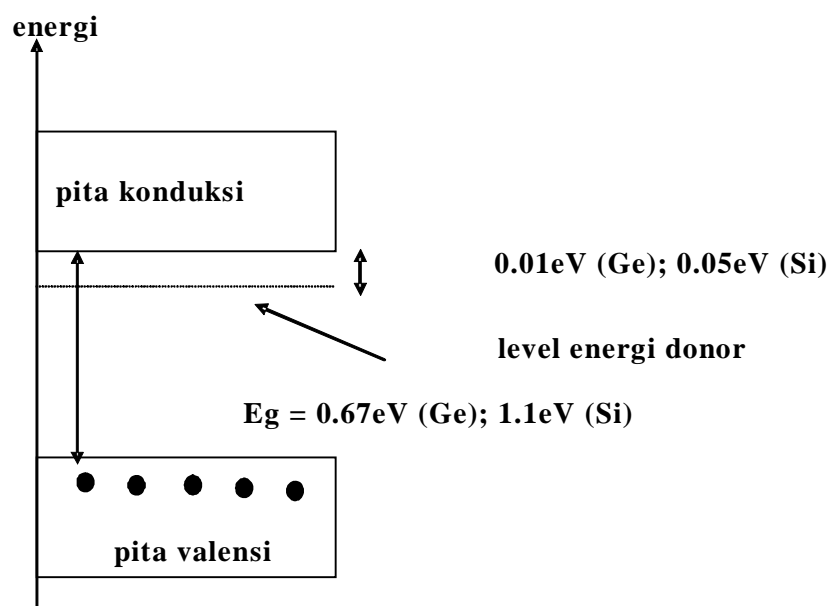 energi
pita konduksi
0.01eV (Ge); 0.05eV (Si)
level energi donor
Eg = 0.67eV (Ge); 1.1eV (Si)
pita valensi